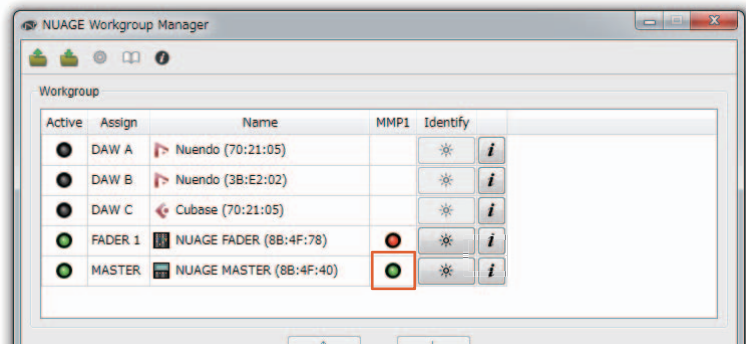 NUAGE Workgroup Manager
Workgroup
Active Assign Name MMP1 Identify
DAW A Nuendo (70:21:05) i
DAW B Nuendo (3B:E2:02) i
DAW C Cubase (70:21:05) i
FADER 1 NUAGE FADER (8B:4F:78) i
MASTER NUAGE MASTER (8B:4F:40) i